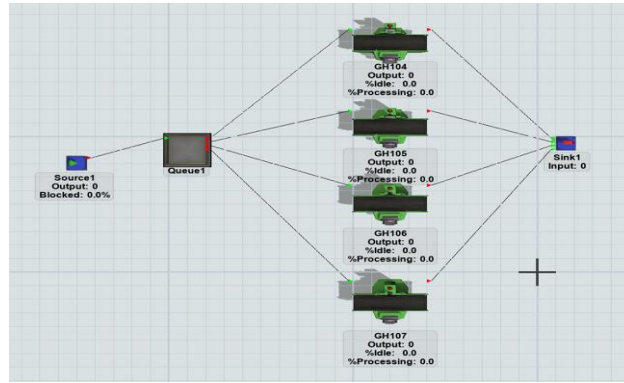 GH104
Output: 0
%Idle: 0.0
%Processing: 0.0
GH105
Output: 0
%Idle: 0.0
%Processing: 0.0
Source1
Output: 0
Blocked: 0.0%
Queue1
Sink1
Input: 0
GH106
Output: 0
%Idle: 0.0
%Processing: 0.0
GH107
Output: 0
%Idle: 0.0
%Processing: 0.0